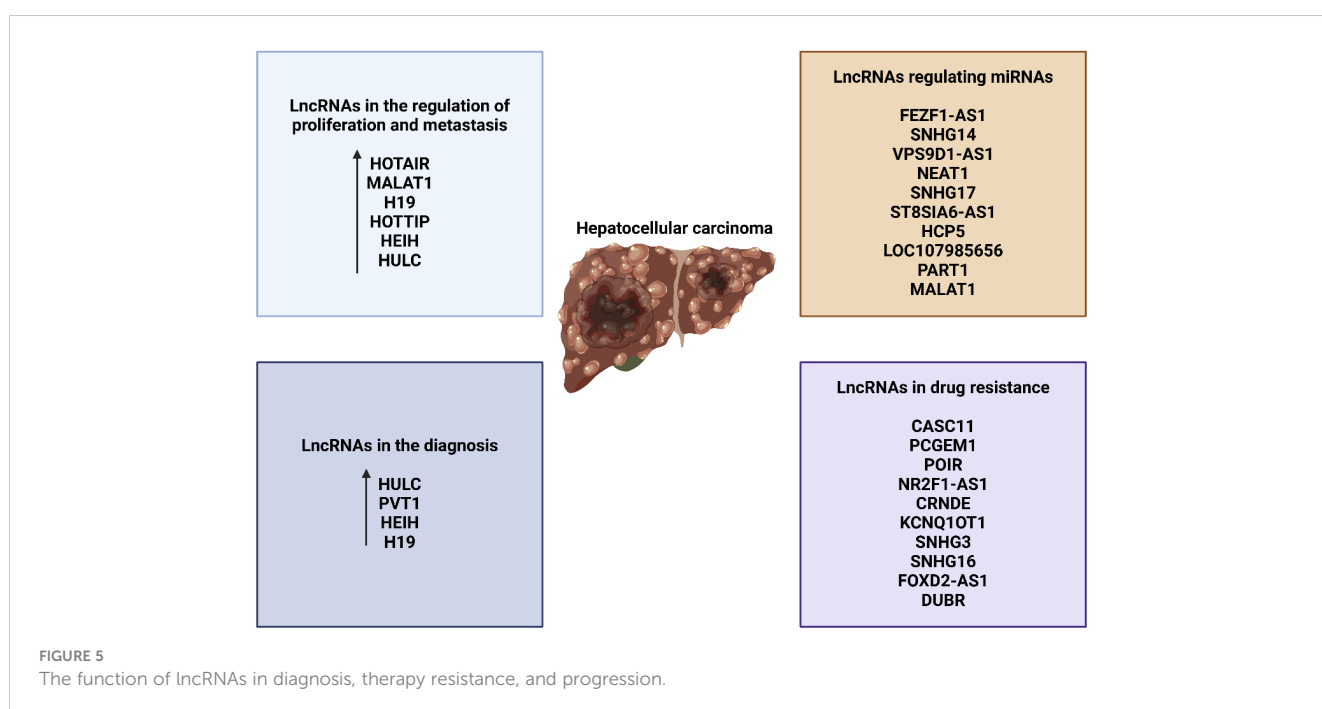 LncRNAs in the regulation of
proliferation and metastasis
HOTAIR
MALAT1
H19
HOTTIP
HEIH
HULC
LncRNAs regulating miRNAs
FEZF1-AS1
SNHG14
VPS9D1-AS1
NEAT1
SNHG17
ST8SIA6-AS1
HCP5
LOC107985656
PART1
MALAT1
Hepatocellular carcinoma
LncRNAs in the diagnosis
HULC
PVT1
HEIH
H19
LncRNAs in drug resistance
CASC11
PCGEM1
POIR
NR2F1-AS1
CRNDE
KCNQ1OT1
SNHG3
SNHG16
FOXD2-AS1
DUBR
FIGURE 5
The function of lncRNAs in diagnosis, therapy resistance, and progression.